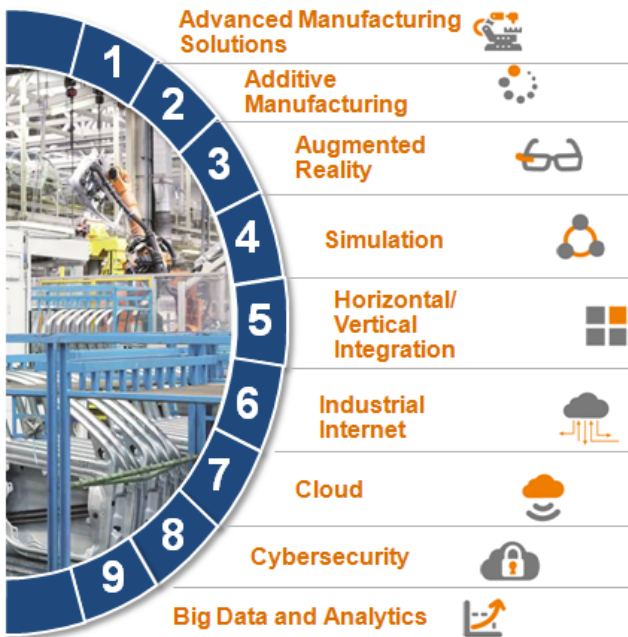 1
Advanced Manufacturing
Solutions
2
Additive
Manufacturing
3
Augmented
Reality
4
Simulation
5
Horizontal/
Vertical
Integration
6
Industrial
Internet
7
Cloud
8
Cybersecurity
9
Big Data and Analytics